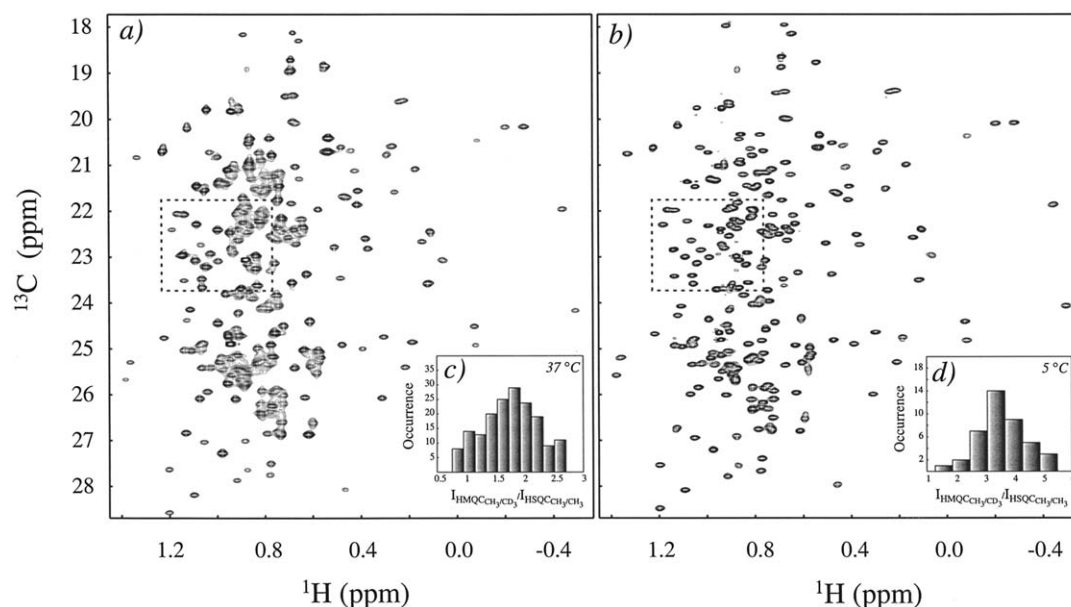 a)
b)
18
19
20
21
22
23
24
25
26
27
28
¹³C (ppm)
c)
37 °C
Occurrence
35
30
25
20
15
10
5
0.5 1 1.5 2 2.5 3
I_HMQC_CH₃/CD₃/I_HSQC_CH₃/CH₃
d)
5 °C
Occurrence
18
14
10
6
2
1 2 3 4 5
I_HMQC_CH₃/CD₃/I_HSQC_CH₃/CH₃
1.2 0.8 0.4 0.0 -0.4
1.2 0.8 0.4 0.0 -0.4
¹H (ppm)
¹H (ppm)